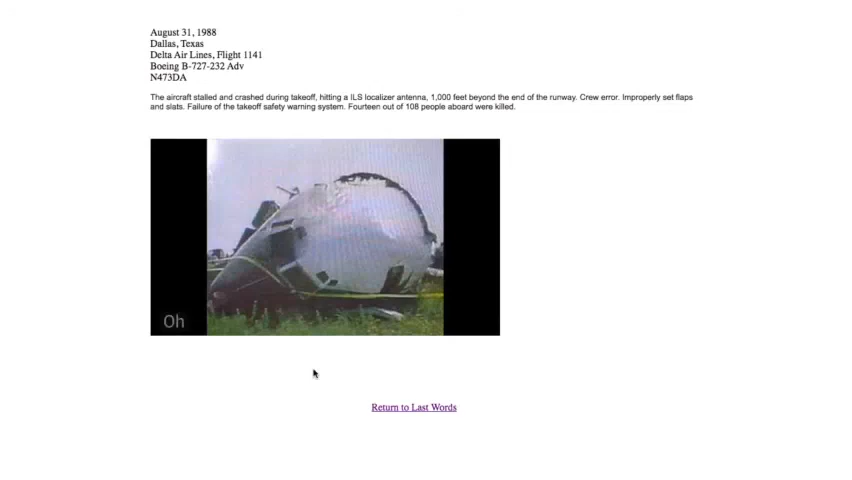 August 31, 1988
Dallas, Texas
Delta Air Lines, Flight 1141
Boeing B-727-232 Adv
N473DA
The aircraft stalled and crashed during takeoff, hitting a ILS localizer antenna, 1,000 feet beyond the end of the runway. Crew error. Improperly set flaps
and slats. Failure of the takeoff safety warning system. Fourteen out of 108 people aboard were killed.
Oh
Return to Last Words